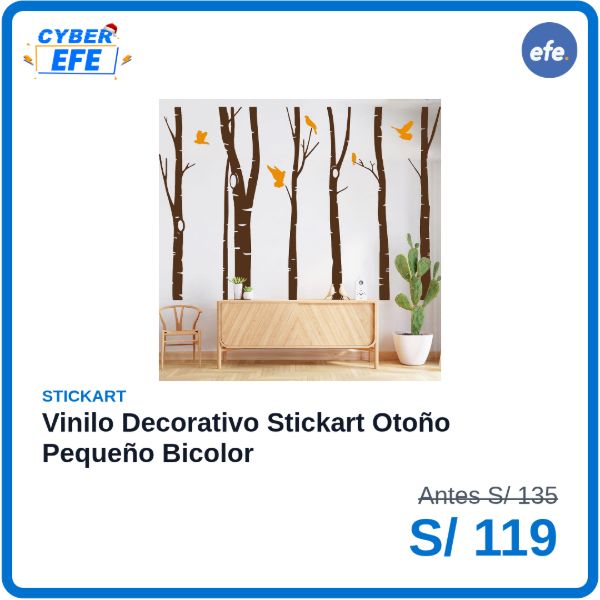 CYBER
EFE
efe.
STICKART
Vinilo Decorativo Stickart Otoño
Pequeño Bicolor
Antes S/ 135
S/ 119